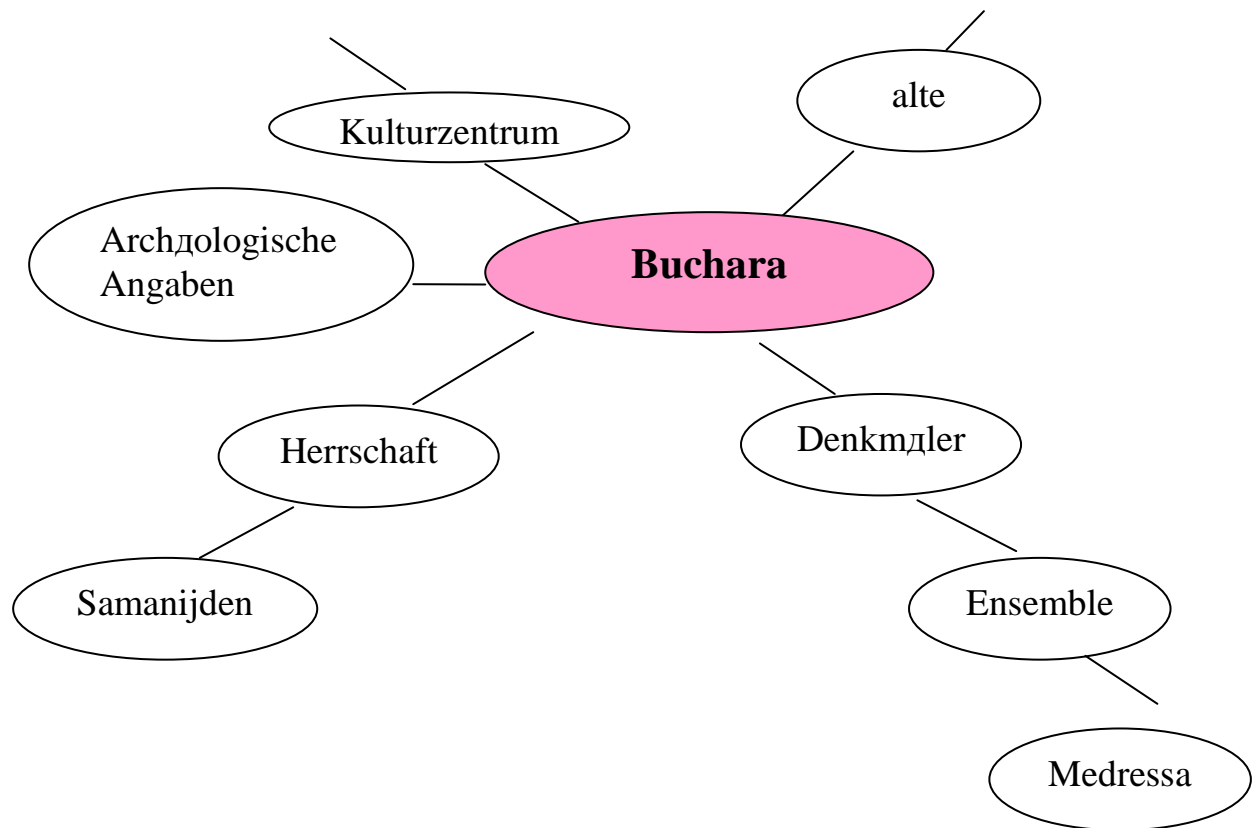 alte
Kulturzentrum
Archдologische
Angaben
Buchara
Herrschaft
Denkmдler
Samanijden
Ensemble
Medressa